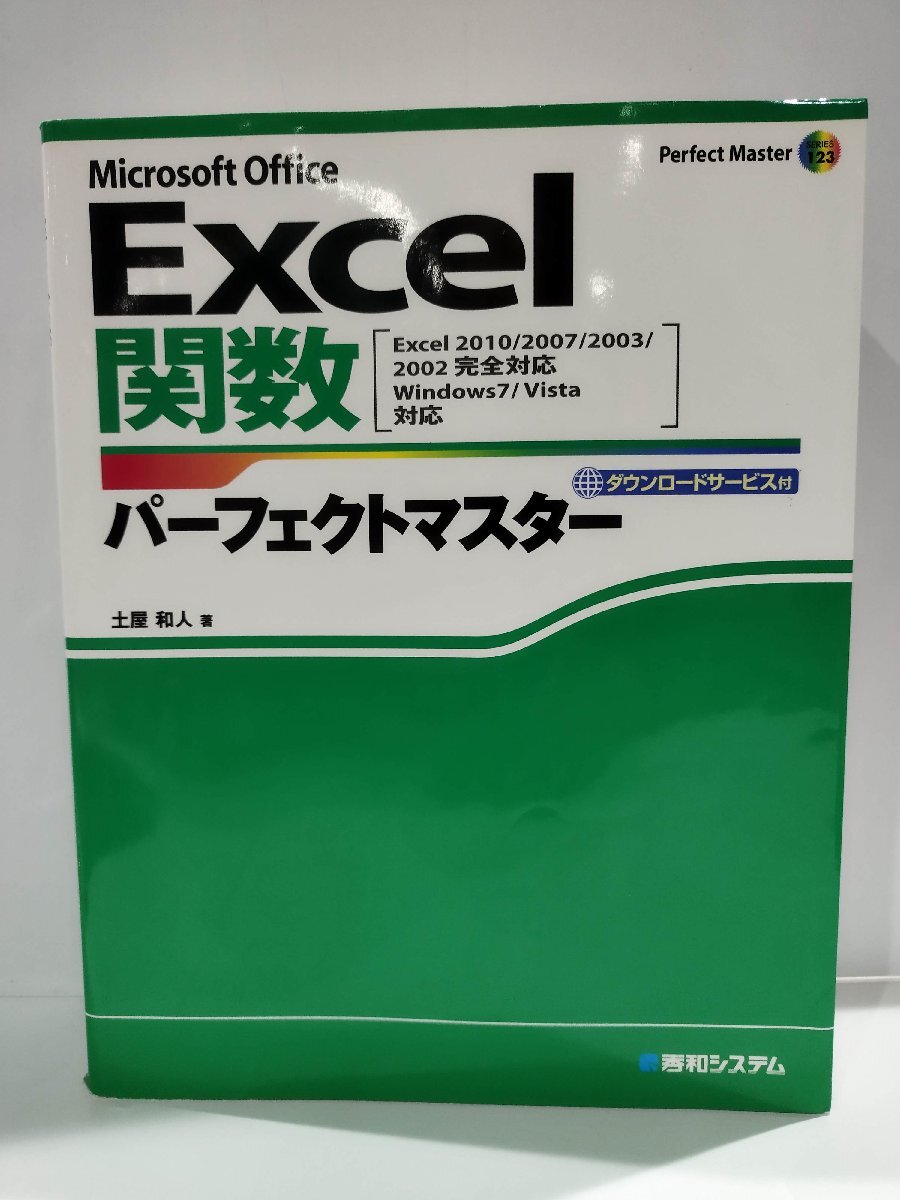 Microsoft Office
Perfect Master
SERIES
123
Excel
関数
Excel 2010/2007/2003/
2002 完全対応
Windows7/Vista
対応
ダウンロードサービス付
パーフェクトマスター
土屋 和人 著
秀和システム